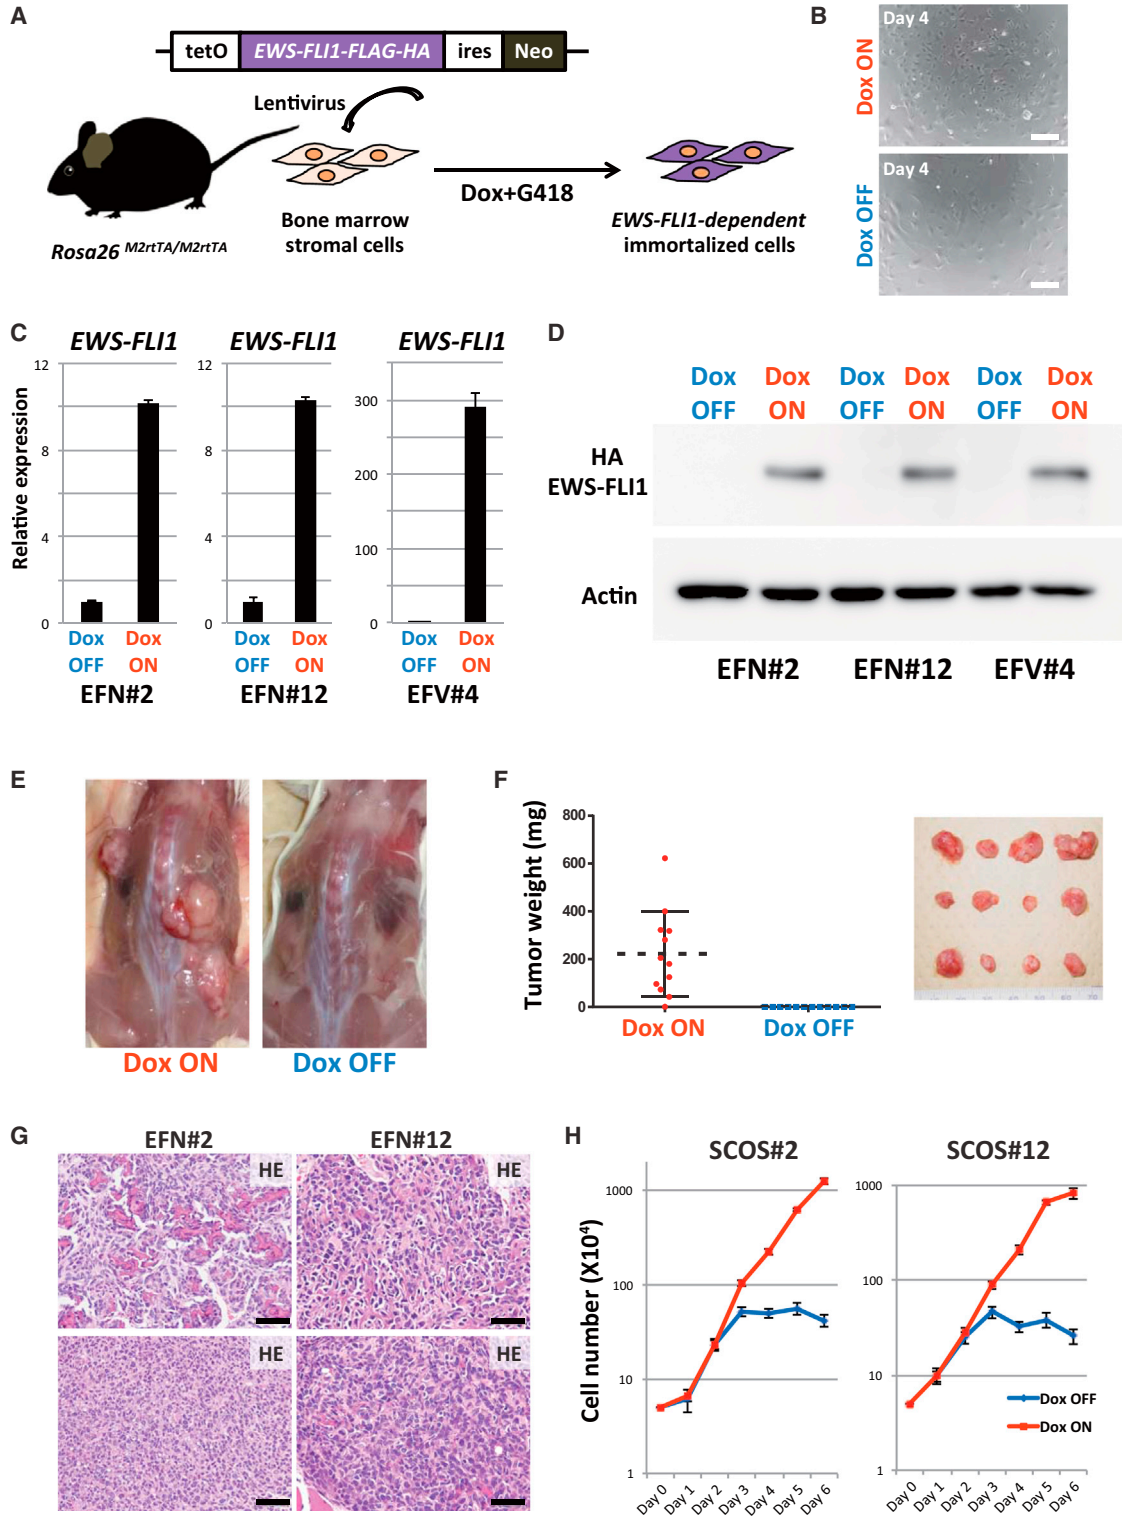 A
tetO EWS-FLI1-FLAG-HA ires Neo
Lentivirus
Dox+G418
Rosa26 M2rtTA/M2rtTA
Bone marrow
stromal cells
EWS-FLI1-dependent
immortalized cells
B
Dox ON
Day 4
Dox OFF
Day 4
C
EWS-FLI1 EWS-FLI1 EWS-FLI1
Relative expression
12
8
4
0
12
8
4
0
300
200
100
0
Dox OFF Dox ON
Dox OFF Dox ON
Dox OFF Dox ON
EFN#2 EFN#12 EFV#4
D
Dox OFF Dox ON Dox OFF Dox ON Dox OFF Dox ON
HA
EWS-FLI1
Actin
EFN#2 EFN#12 EFV#4
E
Dox ON Dox OFF
F
Tumor weight (mg)
800
600
400
200
0
Dox ON Dox OFF
G
EFN#2 EFN#12
HE HE
HE HE
H
SCOS#2 SCOS#12
Cell number (X10⁴)
1000
100
10
1
1000
100
10
1
Dox OFF
Dox ON
Day 0 Day 1 Day 2 Day 3 Day 4 Day 5 Day 6
Day 0 Day 1 Day 2 Day 3 Day 4 Day 5 Day 6